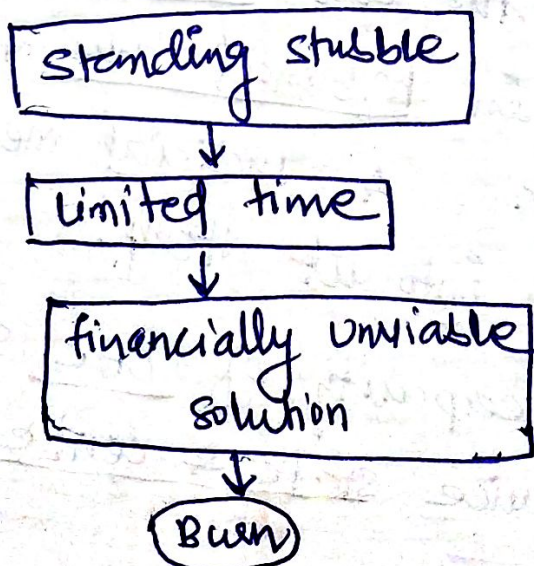 standing stubble
Limited time
financially unviable
solution
Burn